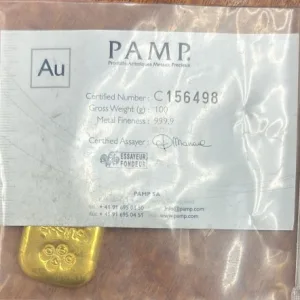 PAMP.
Au
Produits Artistiques Métaux Précieux
Certified Number: C156498
Gross Weight (g) : 100
Metal Fineness : 999,9
Certified Assayer :
ESSAYEUR
FONDEUR
PAMP SA
www.pamp.com
SUISSE